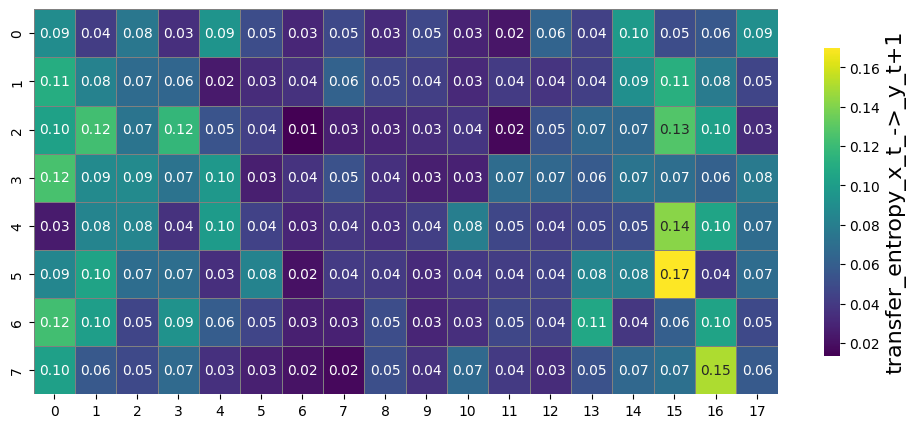 0 0.09 0.04 0.08 0.03 0.09 0.05 0.03 0.05 0.03 0.05 0.03 0.02 0.06 0.04 0.10 0.05 0.06 0.09
1 0.11 0.08 0.07 0.06 0.02 0.03 0.04 0.06 0.05 0.04 0.03 0.04 0.04 0.04 0.09 0.11 0.08 0.05
2 0.10 0.12 0.07 0.12 0.05 0.04 0.01 0.03 0.03 0.03 0.04 0.02 0.05 0.07 0.07 0.13 0.10 0.03
3 0.12 0.09 0.09 0.07 0.10 0.03 0.04 0.05 0.04 0.03 0.03 0.07 0.07 0.06 0.07 0.07 0.06 0.08
4 0.03 0.08 0.08 0.04 0.10 0.04 0.03 0.04 0.03 0.04 0.08 0.05 0.04 0.05 0.05 0.14 0.10 0.07
5 0.09 0.10 0.07 0.07 0.03 0.08 0.02 0.04 0.04 0.03 0.04 0.04 0.04 0.08 0.08 0.17 0.04 0.07
6 0.12 0.10 0.05 0.09 0.06 0.05 0.03 0.03 0.05 0.03 0.03 0.05 0.04 0.11 0.04 0.06 0.10 0.05
7 0.10 0.06 0.05 0.07 0.03 0.03 0.02 0.02 0.05 0.04 0.07 0.04 0.03 0.05 0.07 0.07 0.15 0.06
0 1 2 3 4 5 6 7 8 9 10 11 12 13 14 15 16 17
0.16
0.14
0.12
0.10
0.08
0.06
0.04
0.02
transfer_entropy_x_t_->_y_t+1